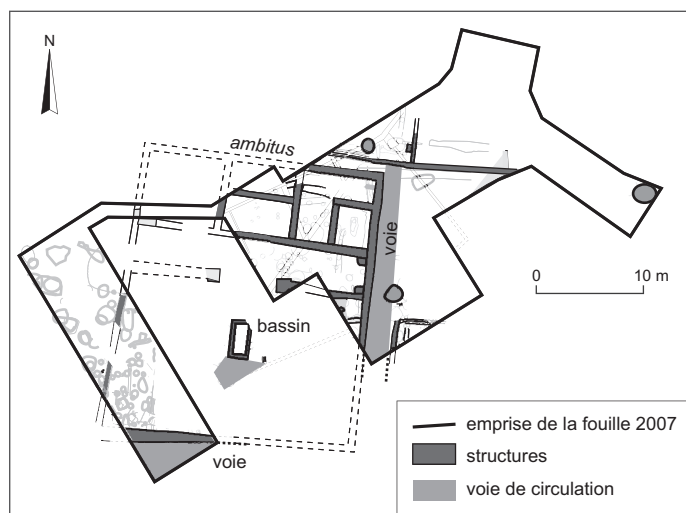 N
ambitus
voie
0 10 m
bassin
voie
emprise de la fouille 2007
structures
voie de circulation